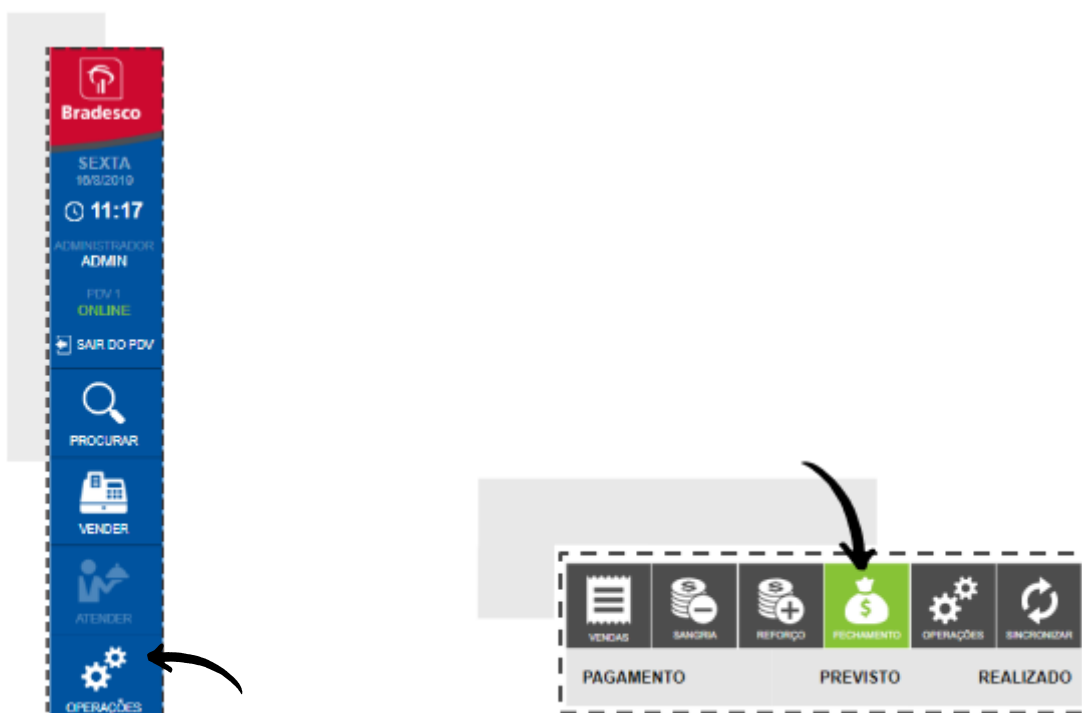 Bradesco
SEXTA
16/8/2019
11:17
ADMINISTRADOR
ADMIN
PDV 1
ONLINE
SAIR DO PDV
PROCURAR
VENDER
ATENDER
OPERAÇÕES
VENDAS
SANGRIA
REFORÇO
FECHAMENTO
OPERAÇÕES
SINCRONIZAR
PAGAMENTO PREVISTO REALIZADO